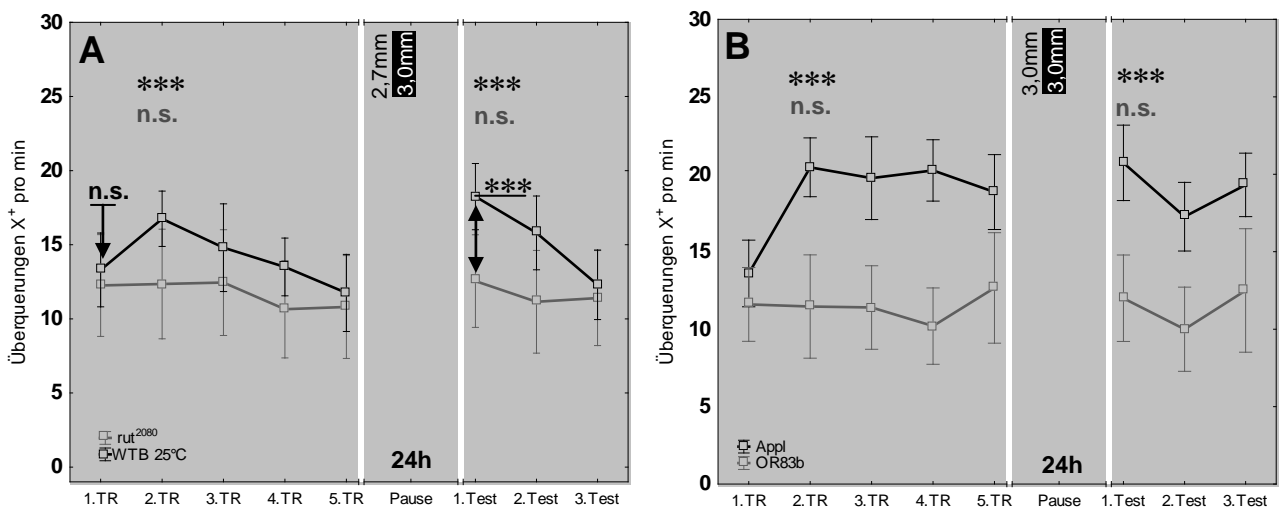 A
Überquerungen X⁺ pro min
30
25
20
15
10
5
0
***
n.s.
n.s.
2,7mm
3,0mm
***
n.s.
***
rut²⁰⁸⁰
WTB 25°C
24h
1.TR 2.TR 3.TR 4.TR 5.TR Pause 1.Test 2.Test 3.Test
B
Überquerungen X⁺ pro min
30
25
20
15
10
5
0
***
n.s.
3,0mm
3,0mm
***
n.s.
Appl
OR83b
24h
1.TR 2.TR 3.TR 4.TR 5.TR Pause 1.Test 2.Test 3.Test